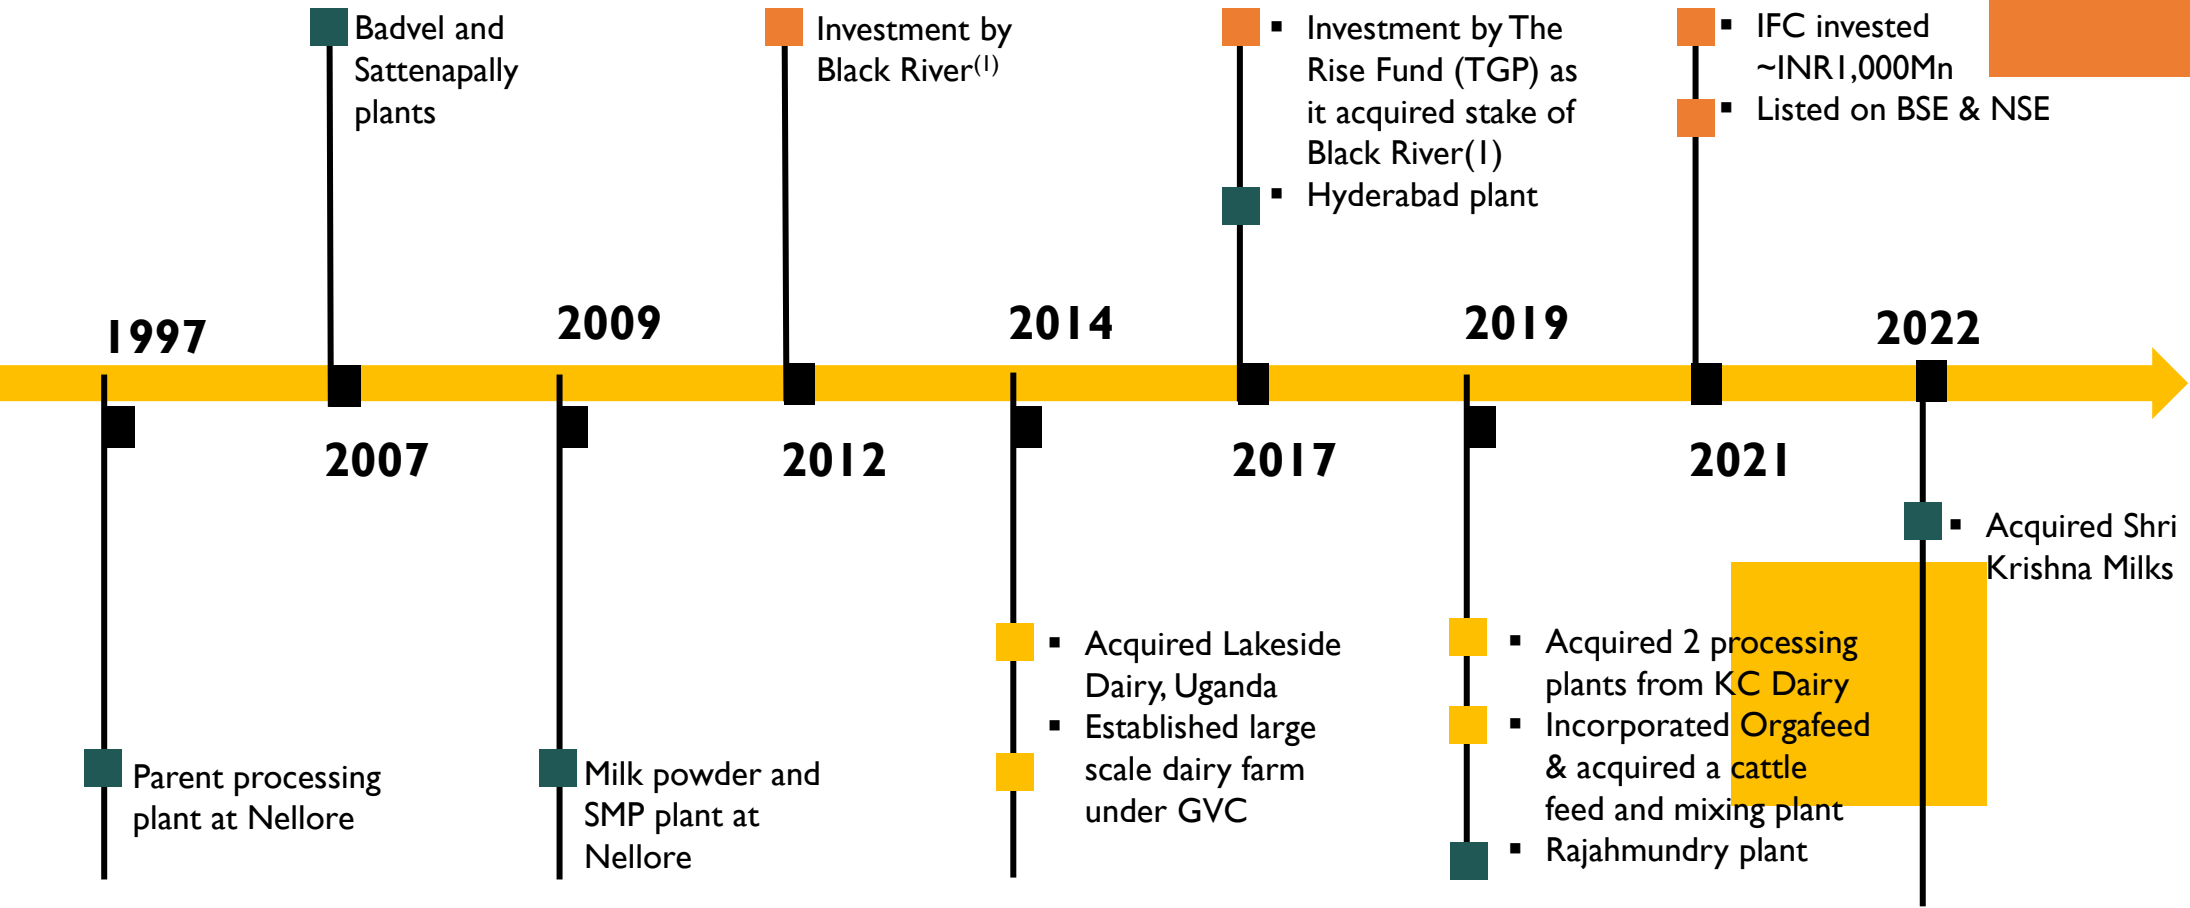 Badvel and
Sattenapally
plants
Investment by
Black River(1)
▪ Investment by The
Rise Fund (TGP) as
it acquired stake of
Black River(1)
▪ Hyderabad plant
▪ IFC invested
~INR1,000Mn
▪ Listed on BSE & NSE
1997
2009
2014
2019
2022
2007
2012
2017
2021
Parent processing
plant at Nellore
Milk powder and
SMP plant at
Nellore
▪ Acquired Lakeside
Dairy, Uganda
▪ Established large
scale dairy farm
under GVC
▪ Acquired 2 processing
plants from KC Dairy
▪ Incorporated Orgafeed
& acquired a cattle
feed and mixing plant
▪ Rajahmundry plant
▪ Acquired Shri
Krishna Milks